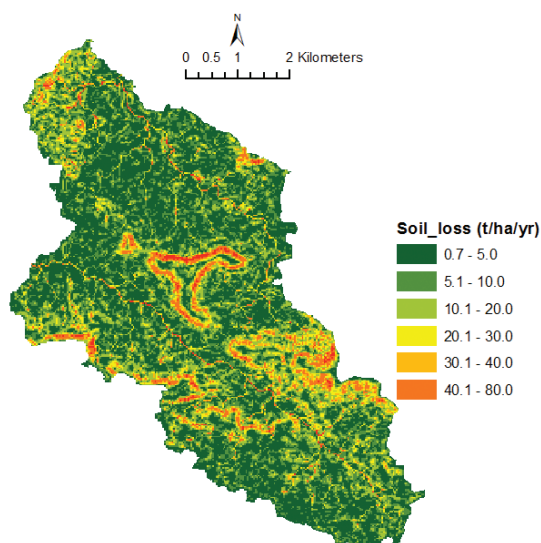 N
0 0.5 1 2 Kilometers
Soil_loss (t/ha/yr)
0.7 - 5.0
5.1 - 10.0
10.1 - 20.0
20.1 - 30.0
30.1 - 40.0
40.1 - 80.0